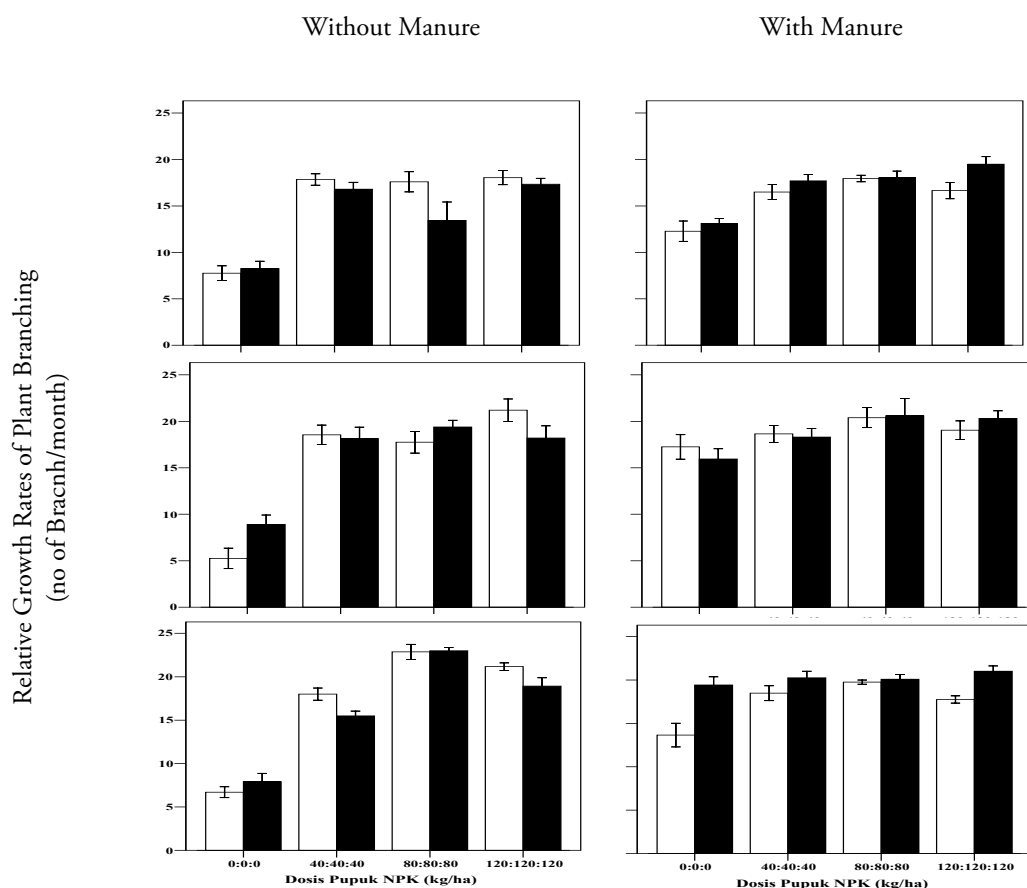 Without Manure
With Manure
Relative Growth Rates of Plant Branching
(no of Bracnh/month)
25
20
15
10
5
0
25
20
15
10
5
0
25
20
15
10
5
0
0:0:0 40:40:40 80:80:80 120:120:120
Dosis Pupuk NPK (kg/ha)
0:0:0 40:40:40 80:80:80 120:120:120
Dosis Pupuk NPK (kg/ha)